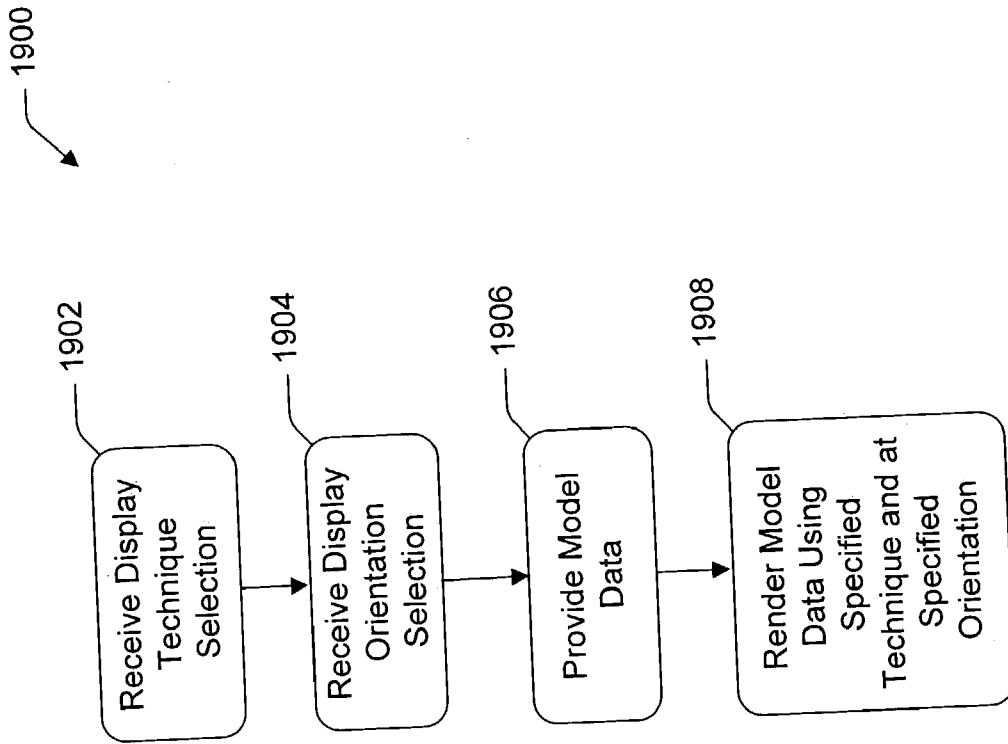 1900
1902
Receive Display
Technique
Selection
1904
Receive Display
Orientation
Selection
1906
Provide Model
Data
1908
Render Model
Data Using
Specified
Technique and at
Specified
Orientation